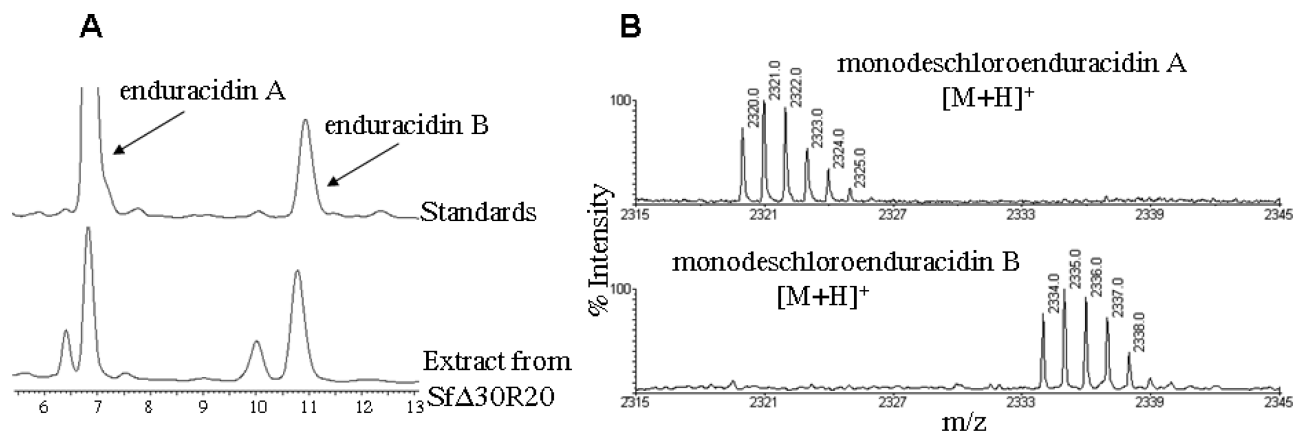 A
enduracidin A
enduracidin B
Standards
Extract from
SfΔ30R20
6 7 8 9 10 11 12 13
B
monodeschloroenduracidin A
[M+H]+
100
2320.0
2321.0
2322.0
2323.0
2324.0
2325.0
2315 2321 2327 2333 2339 2345
% Intensity
monodeschloroenduracidin B
[M+H]+
100
2334.0
2335.0
2336.0
2337.0
2338.0
2315 2321 2327 2333 2339 2345
m/z